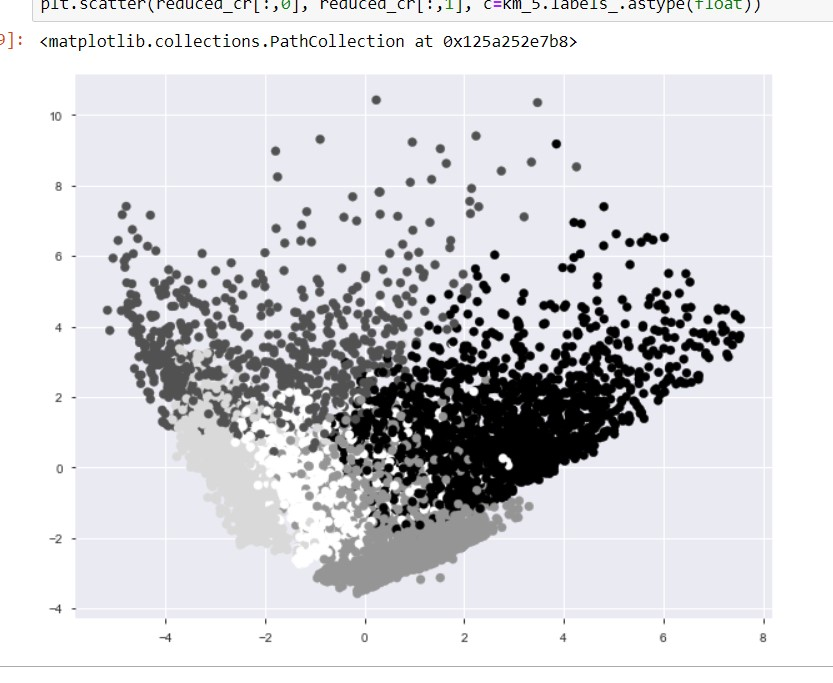 plt.scatter(reduced_cr[:,0], reduced_cr[:,1], c=km_5.labels_.astype(float))
9]: <matplotlib.collections.PathCollection at 0x125a252e7b8>
10
8
6
4
2
0
−2
−4
−4 −2 0 2 4 6 8